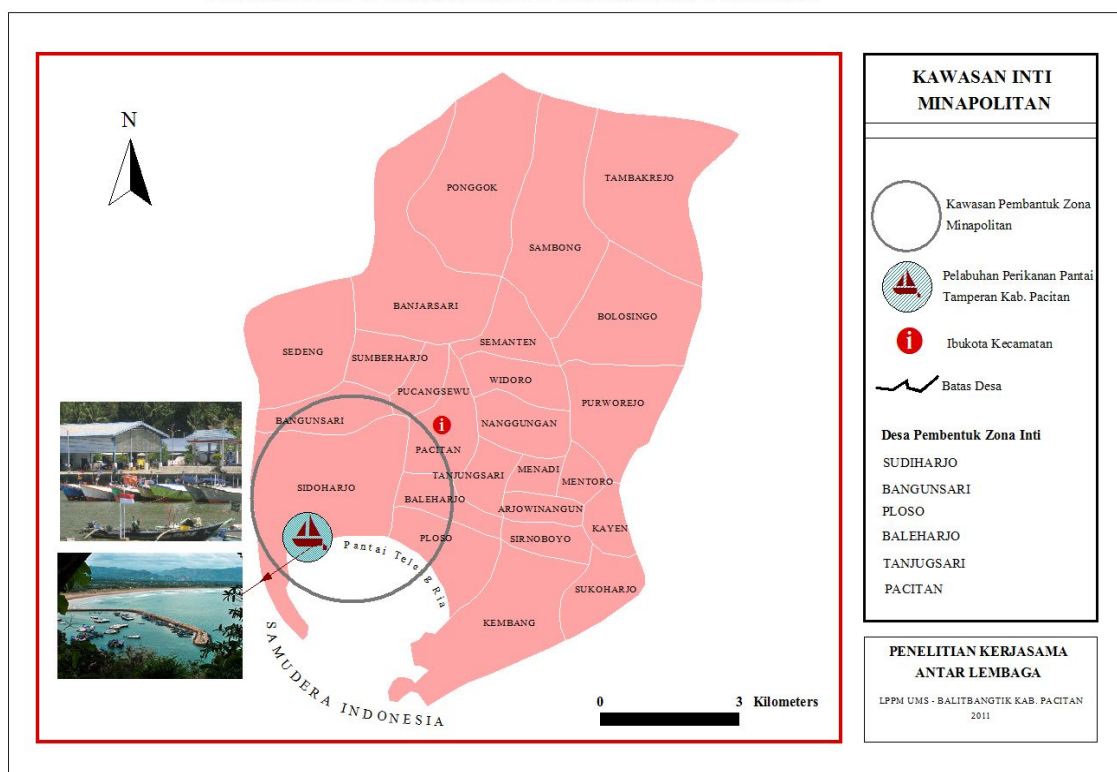 N
PONGGOK
TAMBAKREJO
SAMBONG
BANJARSARI
BOLOSINGO
SEMANTEN
SEDENG
SUMBERHARJO
WIDORO
PUCANGSEWU
PURWOREJO
BANGUNSARI
NANGGUNGAN
PACITAN
MENADI
TANJUNGSARI
MENTORO
SIDOHARJO
BALEHARJO
ARJOWINANGUN
KAYEN
PLOSO
SIRNOBOYO
Pantai Teleng Ria
SUKOHARJO
KEMBANG
SAMUDERA INDONESIA
0 3 Kilometers
KAWASAN INTI
MINAPOLITAN
Kawasan Pembantuk Zona
Minapolitan
Pelabuhan Perikanan Pantai
Tamperan Kab. Pacitan
i
i
Ibukota Kecamatan
Batas Desa
Desa Pembentuk Zona Inti
SUDIHARJO
BANGUNSARI
PLOSO
BALEHARJO
TANJUGSARI
PACITAN
PENELITIAN KERJASAMA
ANTAR LEMBAGA
LPPM UMS - BALITBANGTIK KAB. PACITAN
2011